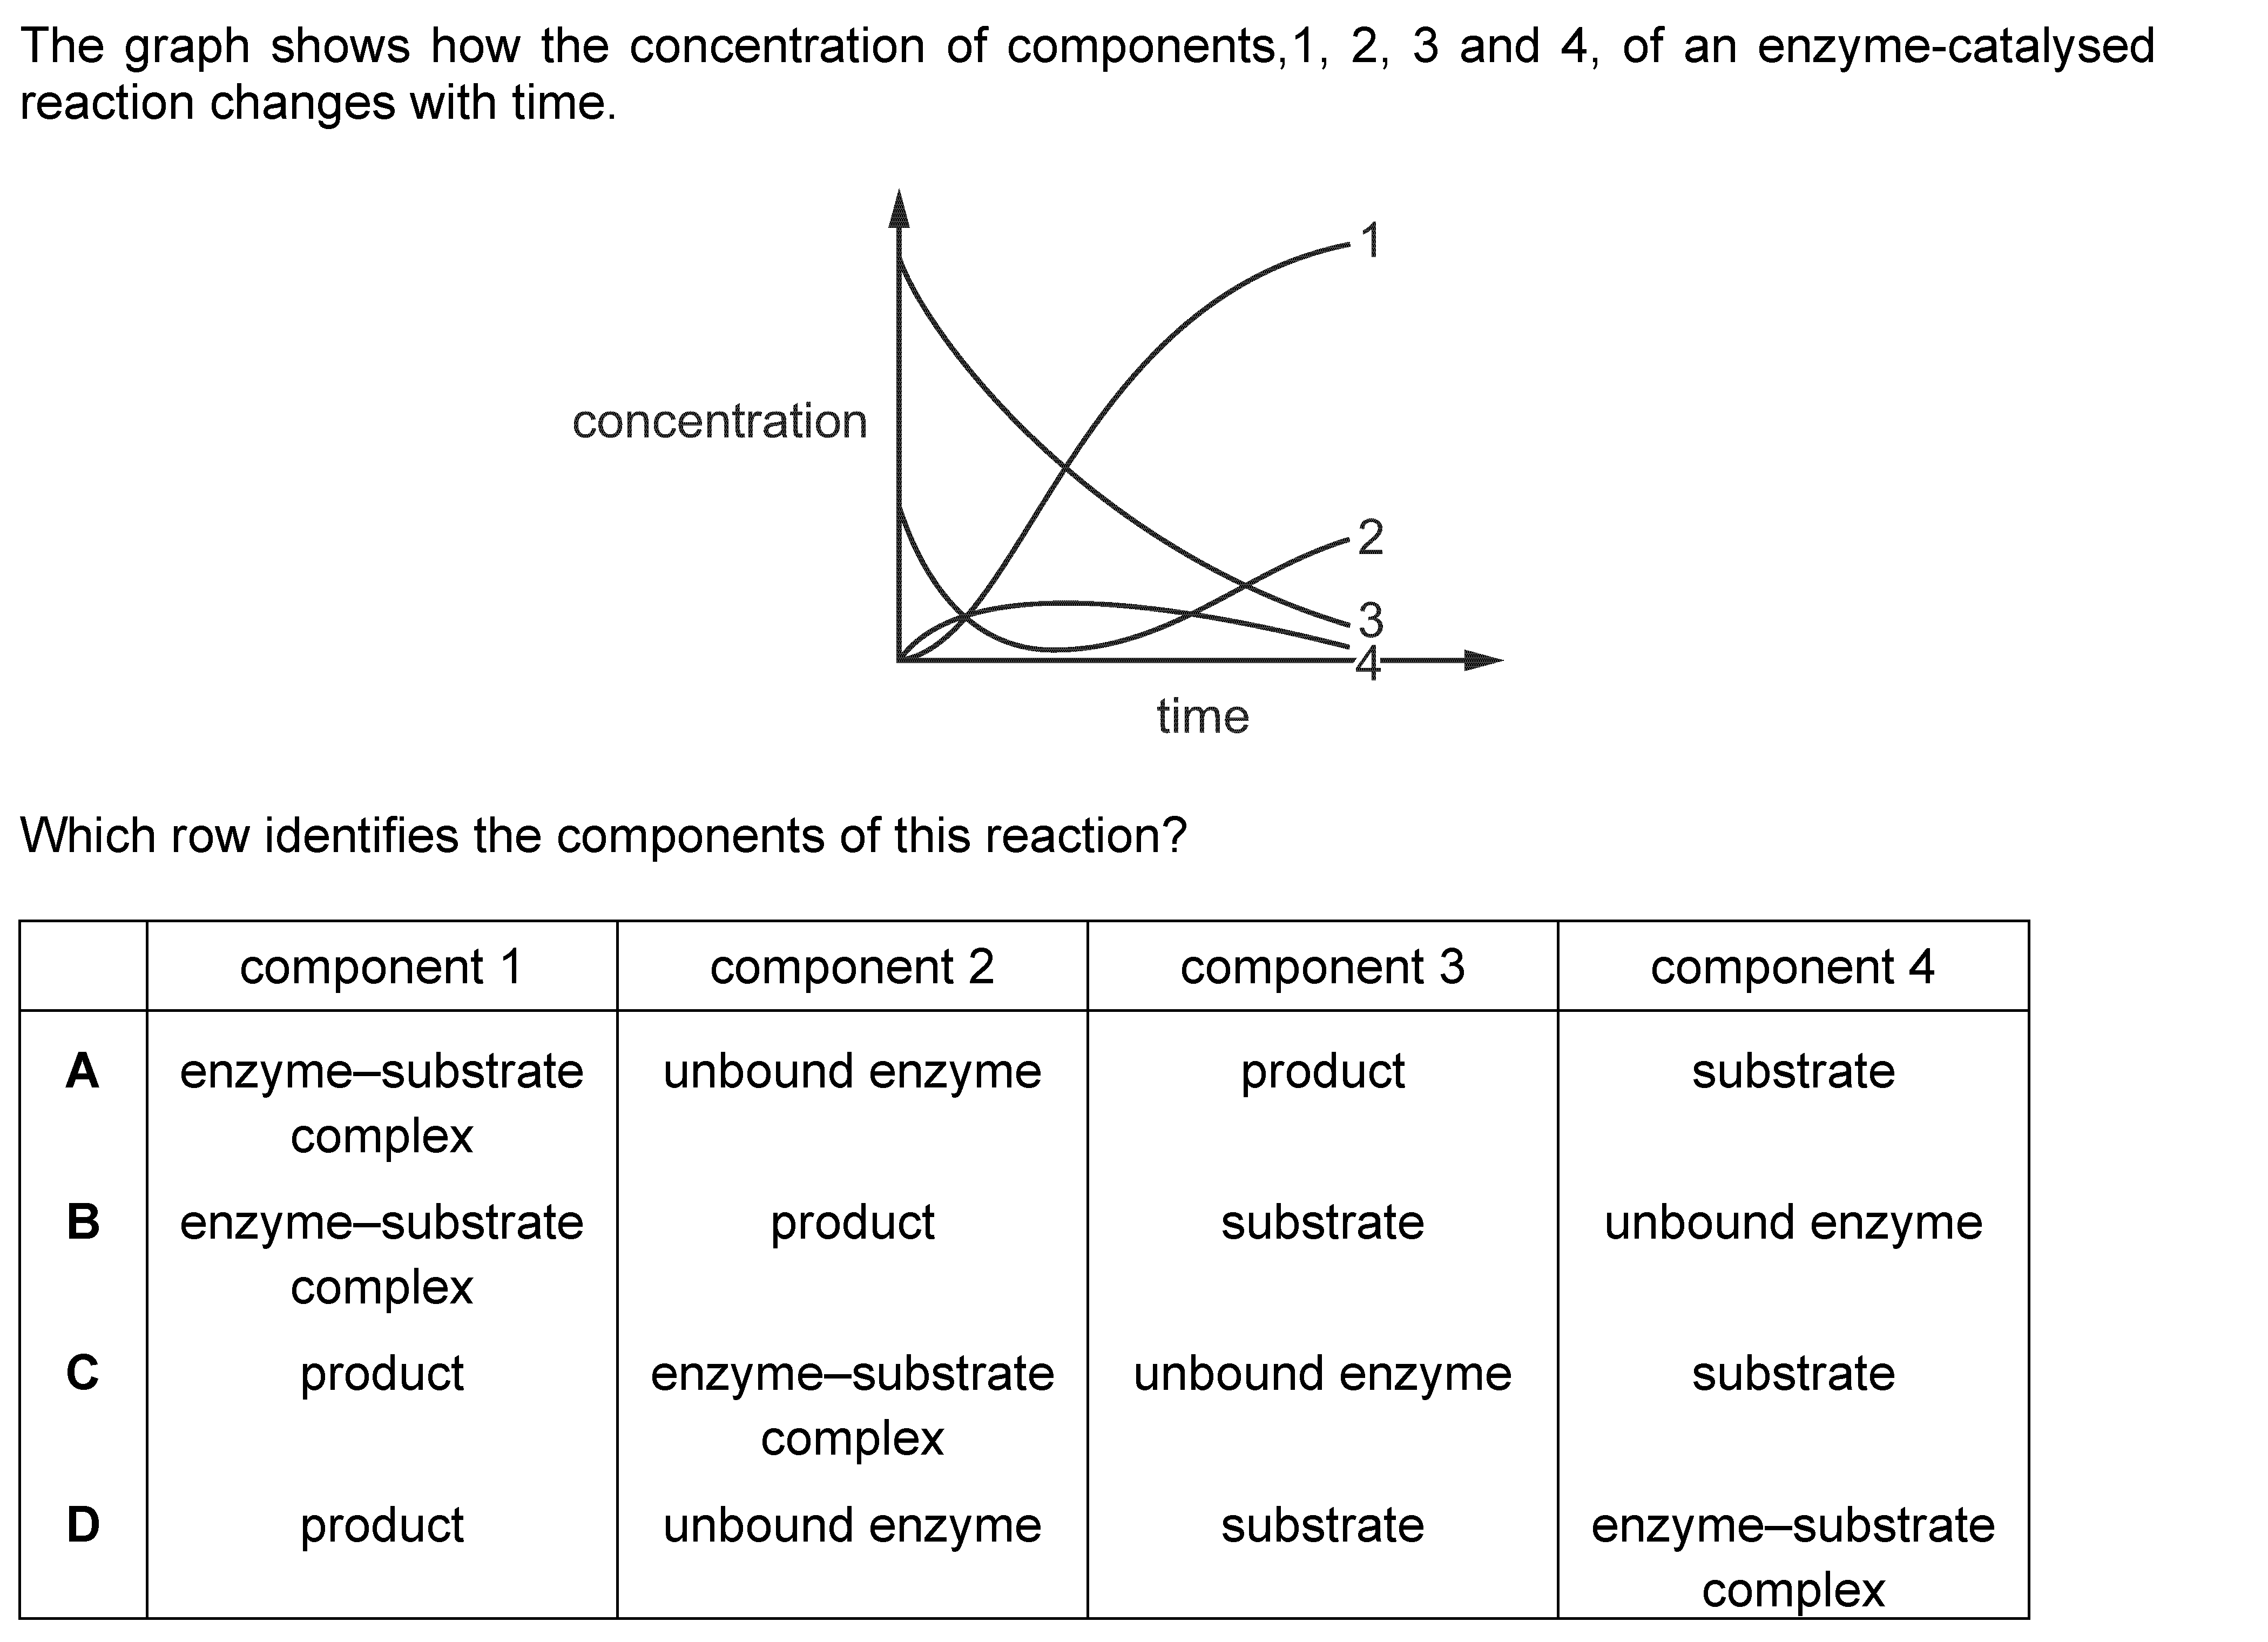 The graph shows how the concentration of components,1, 2, 3 and 4, of an enzyme-catalysed
reaction changes with time.
1
concentration
2
3
4
time
Which row identifies the components of this reaction?
component 1 component 2 component 3 component 4
A enzyme–substrate unbound enzyme product substrate
complex
B enzyme–substrate product substrate unbound enzyme
complex
C product enzyme–substrate unbound enzyme substrate
complex
D product unbound enzyme substrate enzyme–substrate
complex